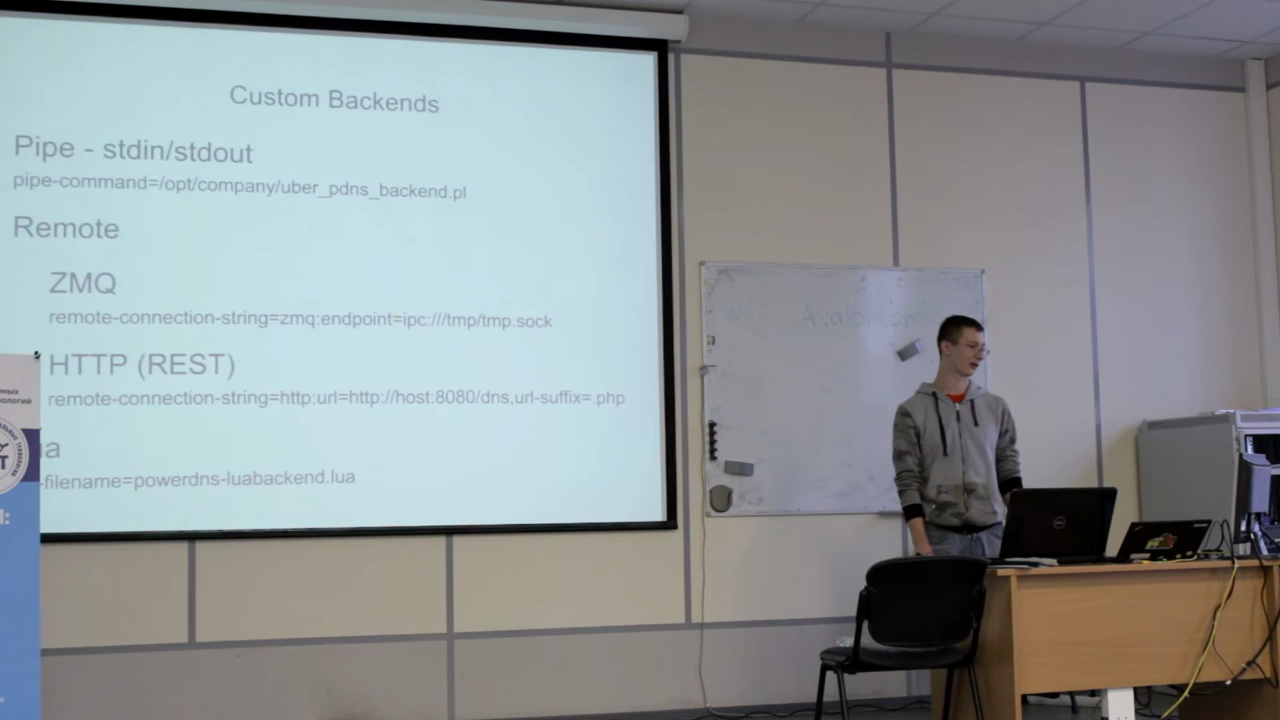 Custom Backends
Pipe - stdin/stdout
pipe-command=/opt/company/uber_pdns_backend.pl
Remote
ZMQ
remote-connection-string=zmq:endpoint=ipc:///tmp/tmp.sock
HTTP (REST)
remote-connection-string=http:url=http://host:8080/dns,url-suffix=.php
ua
-filename=powerdns-luabackend.lua
DELL